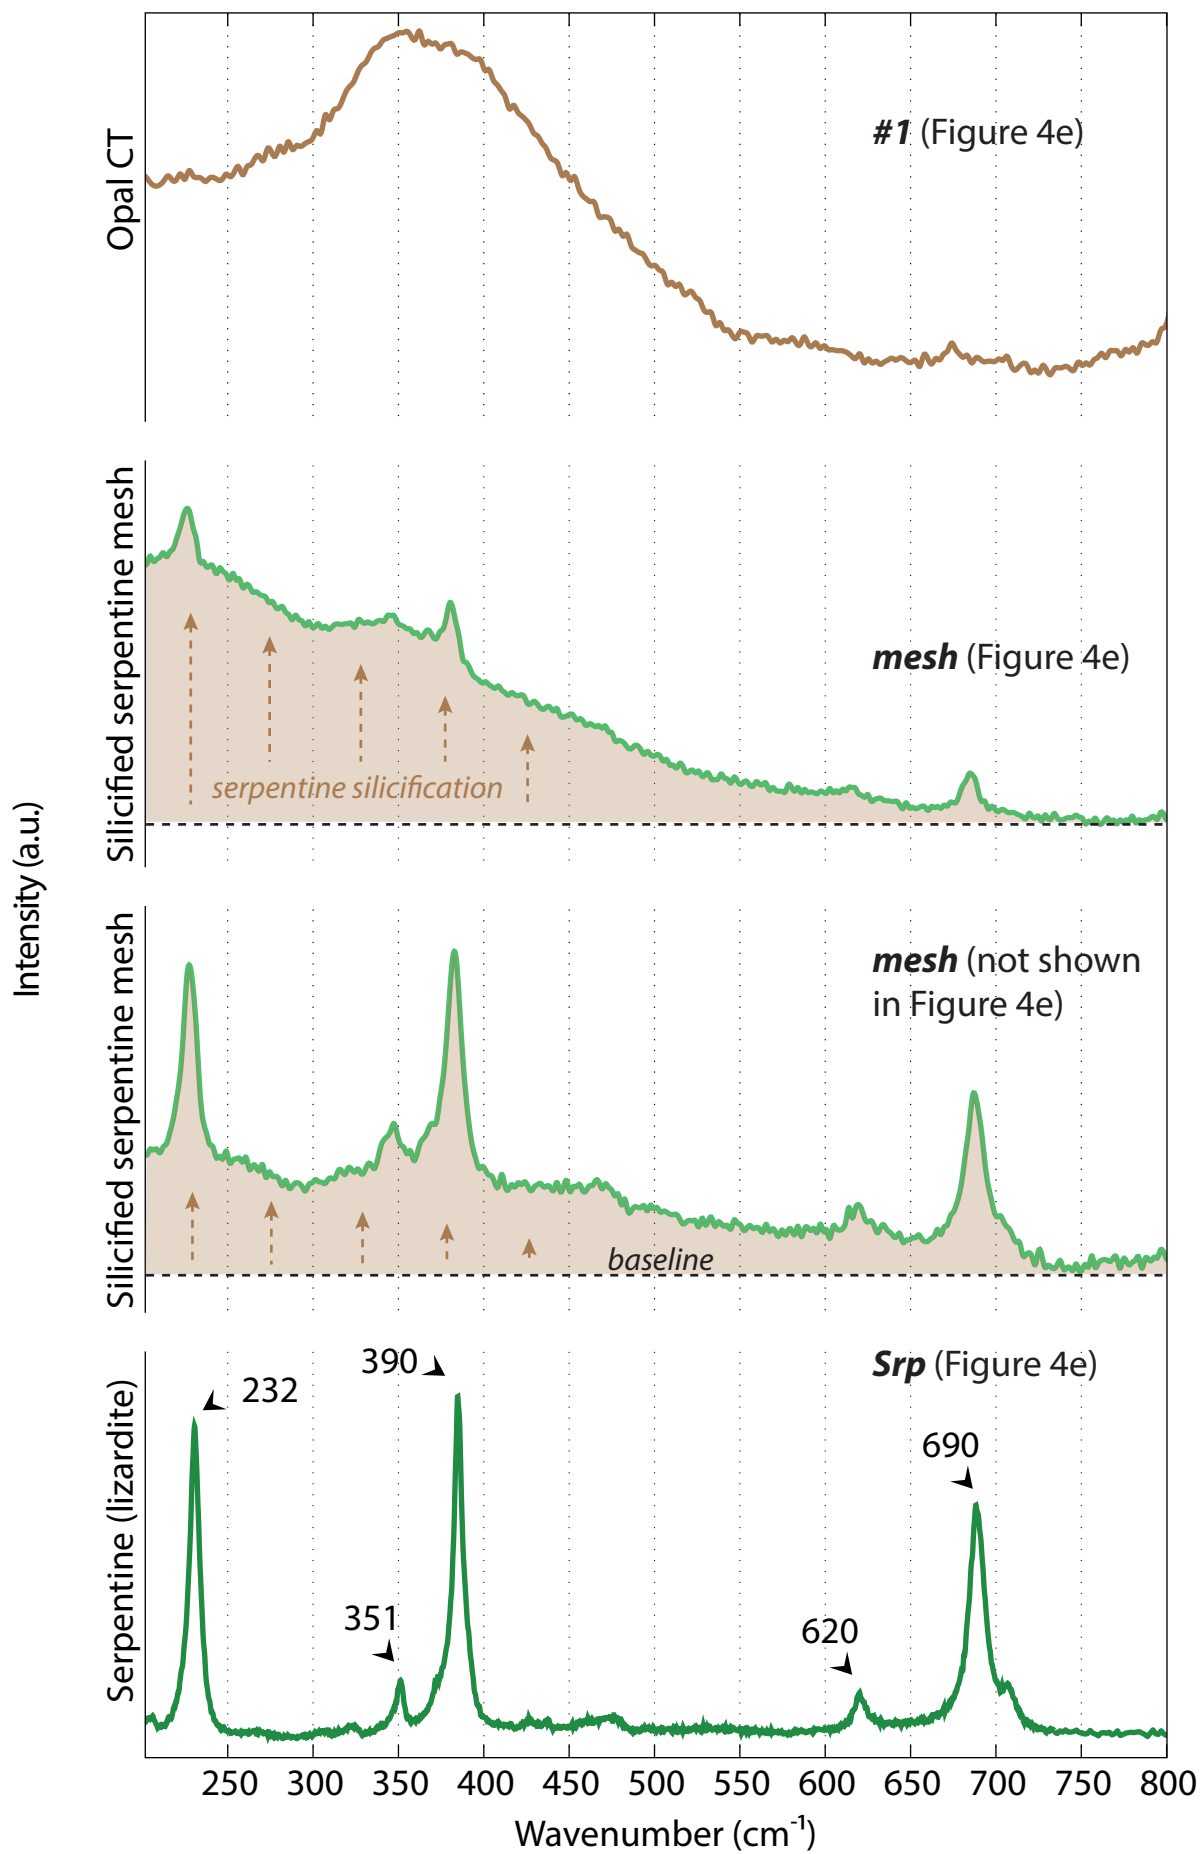 Intensity (a.u.)
Opal CT
#1 (Figure 4e)
Silicified serpentine mesh
mesh (Figure 4e)
serpentine silicification
Silicified serpentine mesh
mesh (not shown
in Figure 4e)
baseline
Serpentine (lizardite)
Srp (Figure 4e)
232
351
390
620
690
250 300 350 400 450 500 550 600 650 700 750 800
Wavenumber (cm⁻¹)